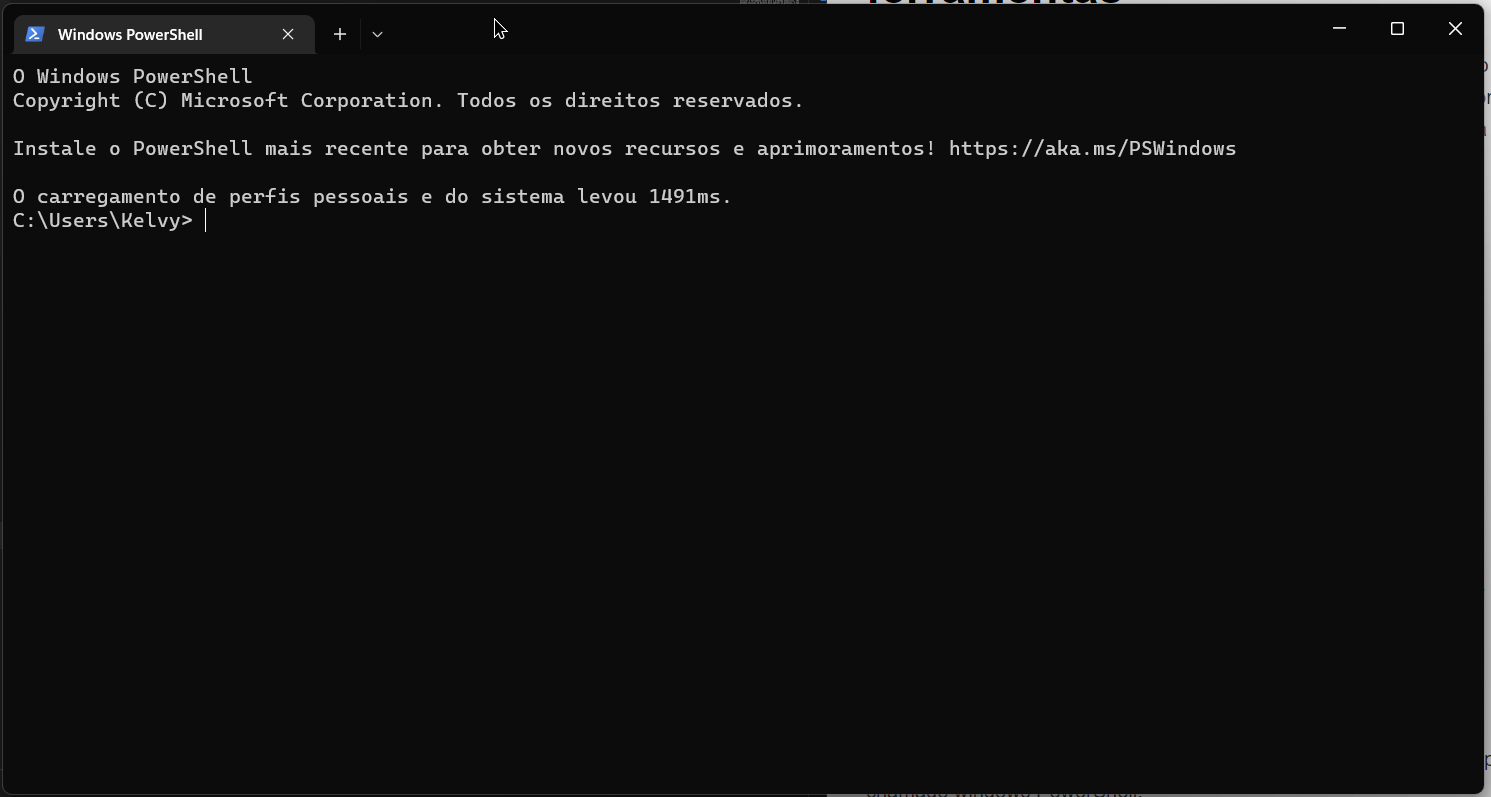 ferramentas
Windows PowerShell
O Windows PowerShell
Copyright (C) Microsoft Corporation. Todos os direitos reservados.
Instale o PowerShell mais recente para obter novos recursos e aprimoramentos! https://aka.ms/PSWindows
O carregamento de perfis pessoais e do sistema levou 1491ms.
C:\Users\Kelvy>